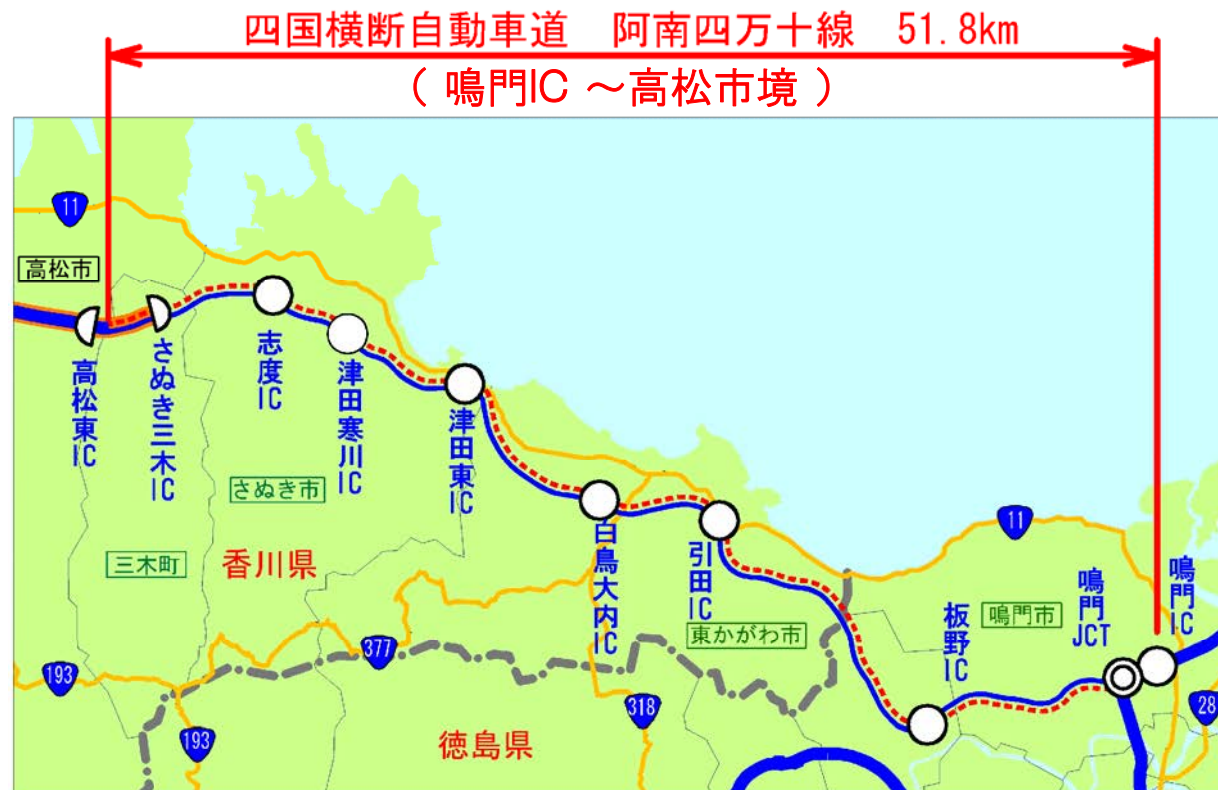 四国横断自動車道 阿南四万十線 51.8km
( 鳴門IC ～高松市境 )
11
高松市
高松東IC
さぬき三木IC
志度IC
津田寒川IC
津田東IC
白鳥大内IC
引田IC
板野IC
鳴門JCT
鳴門IC
11
さぬき市
三木町
香川県
東かがわ市
鳴門市
377
193
193
318
28
徳島県